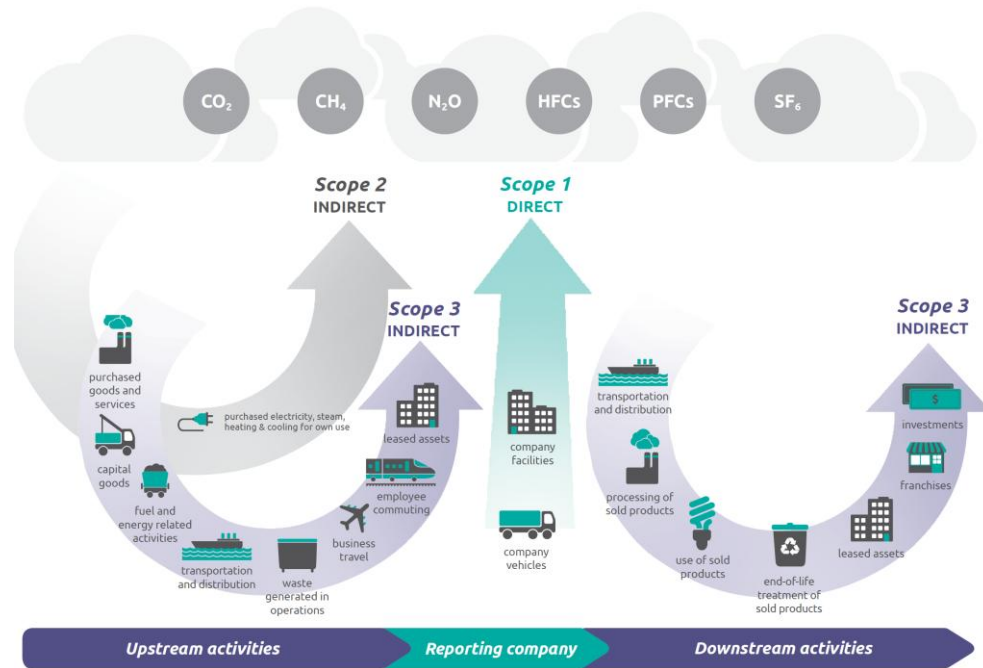 CO₂
CH₄
N₂O
HFCs
PFCs
SF₆
Scope 2
INDIRECT
Scope 1
DIRECT
Scope 3
INDIRECT
Scope 3
INDIRECT
purchased
goods and
services
capital
goods
fuel and
energy related
activities
transportation
and distribution
waste
generated in
operations
business
travel
employee
commuting
leased assets
purchased electricity, steam,
heating & cooling for own use
company
facilities
company
vehicles
transportation
and distribution
processing of
sold products
use of sold
products
end-of-life
treatment of
sold products
leased assets
franchises
investments
$
Upstream activities
Reporting company
Downstream activities